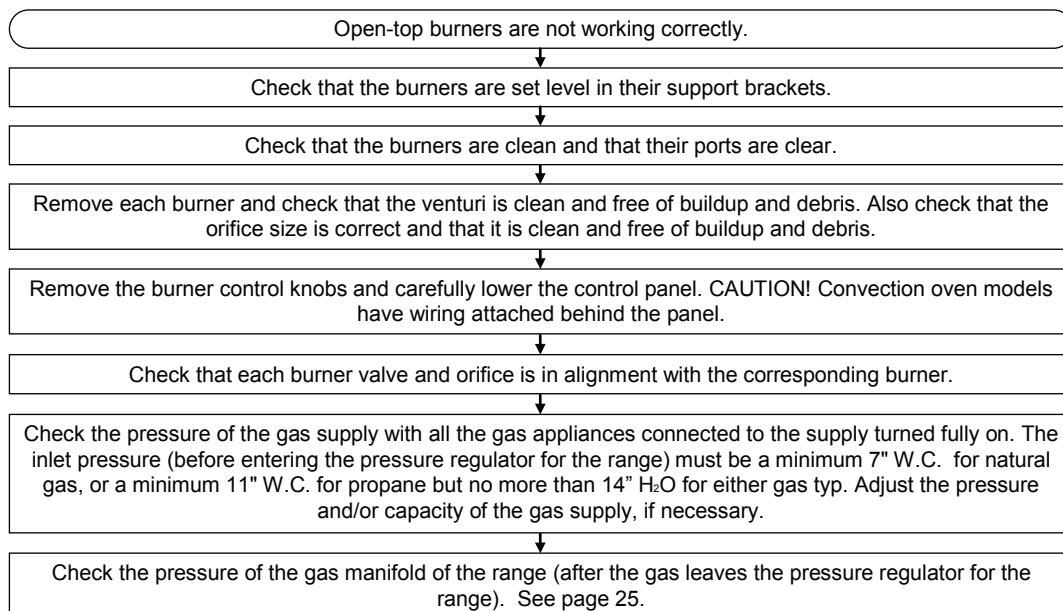 Open-top burners are not working correctly.
Check that the burners are set level in their support brackets.
Check that the burners are clean and that their ports are clear.
Remove each burner and check that the venturi is clean and free of buildup and debris. Also check that the
orifice size is correct and that it is clean and free of buildup and debris.
Remove the burner control knobs and carefully lower the control panel. CAUTION! Convection oven models
have wiring attached behind the panel.
Check that each burner valve and orifice is in alignment with the corresponding burner.
Check the pressure of the gas supply with all the gas appliances connected to the supply turned fully on. The
inlet pressure (before entering the pressure regulator for the range) must be a minimum 7" W.C. for natural
gas, or a minimum 11" W.C. for propane but no more than 14” H₂O for either gas typ. Adjust the pressure
and/or capacity of the gas supply, if necessary.
Check the pressure of the gas manifold of the range (after the gas leaves the pressure regulator for the
range). See page 25.